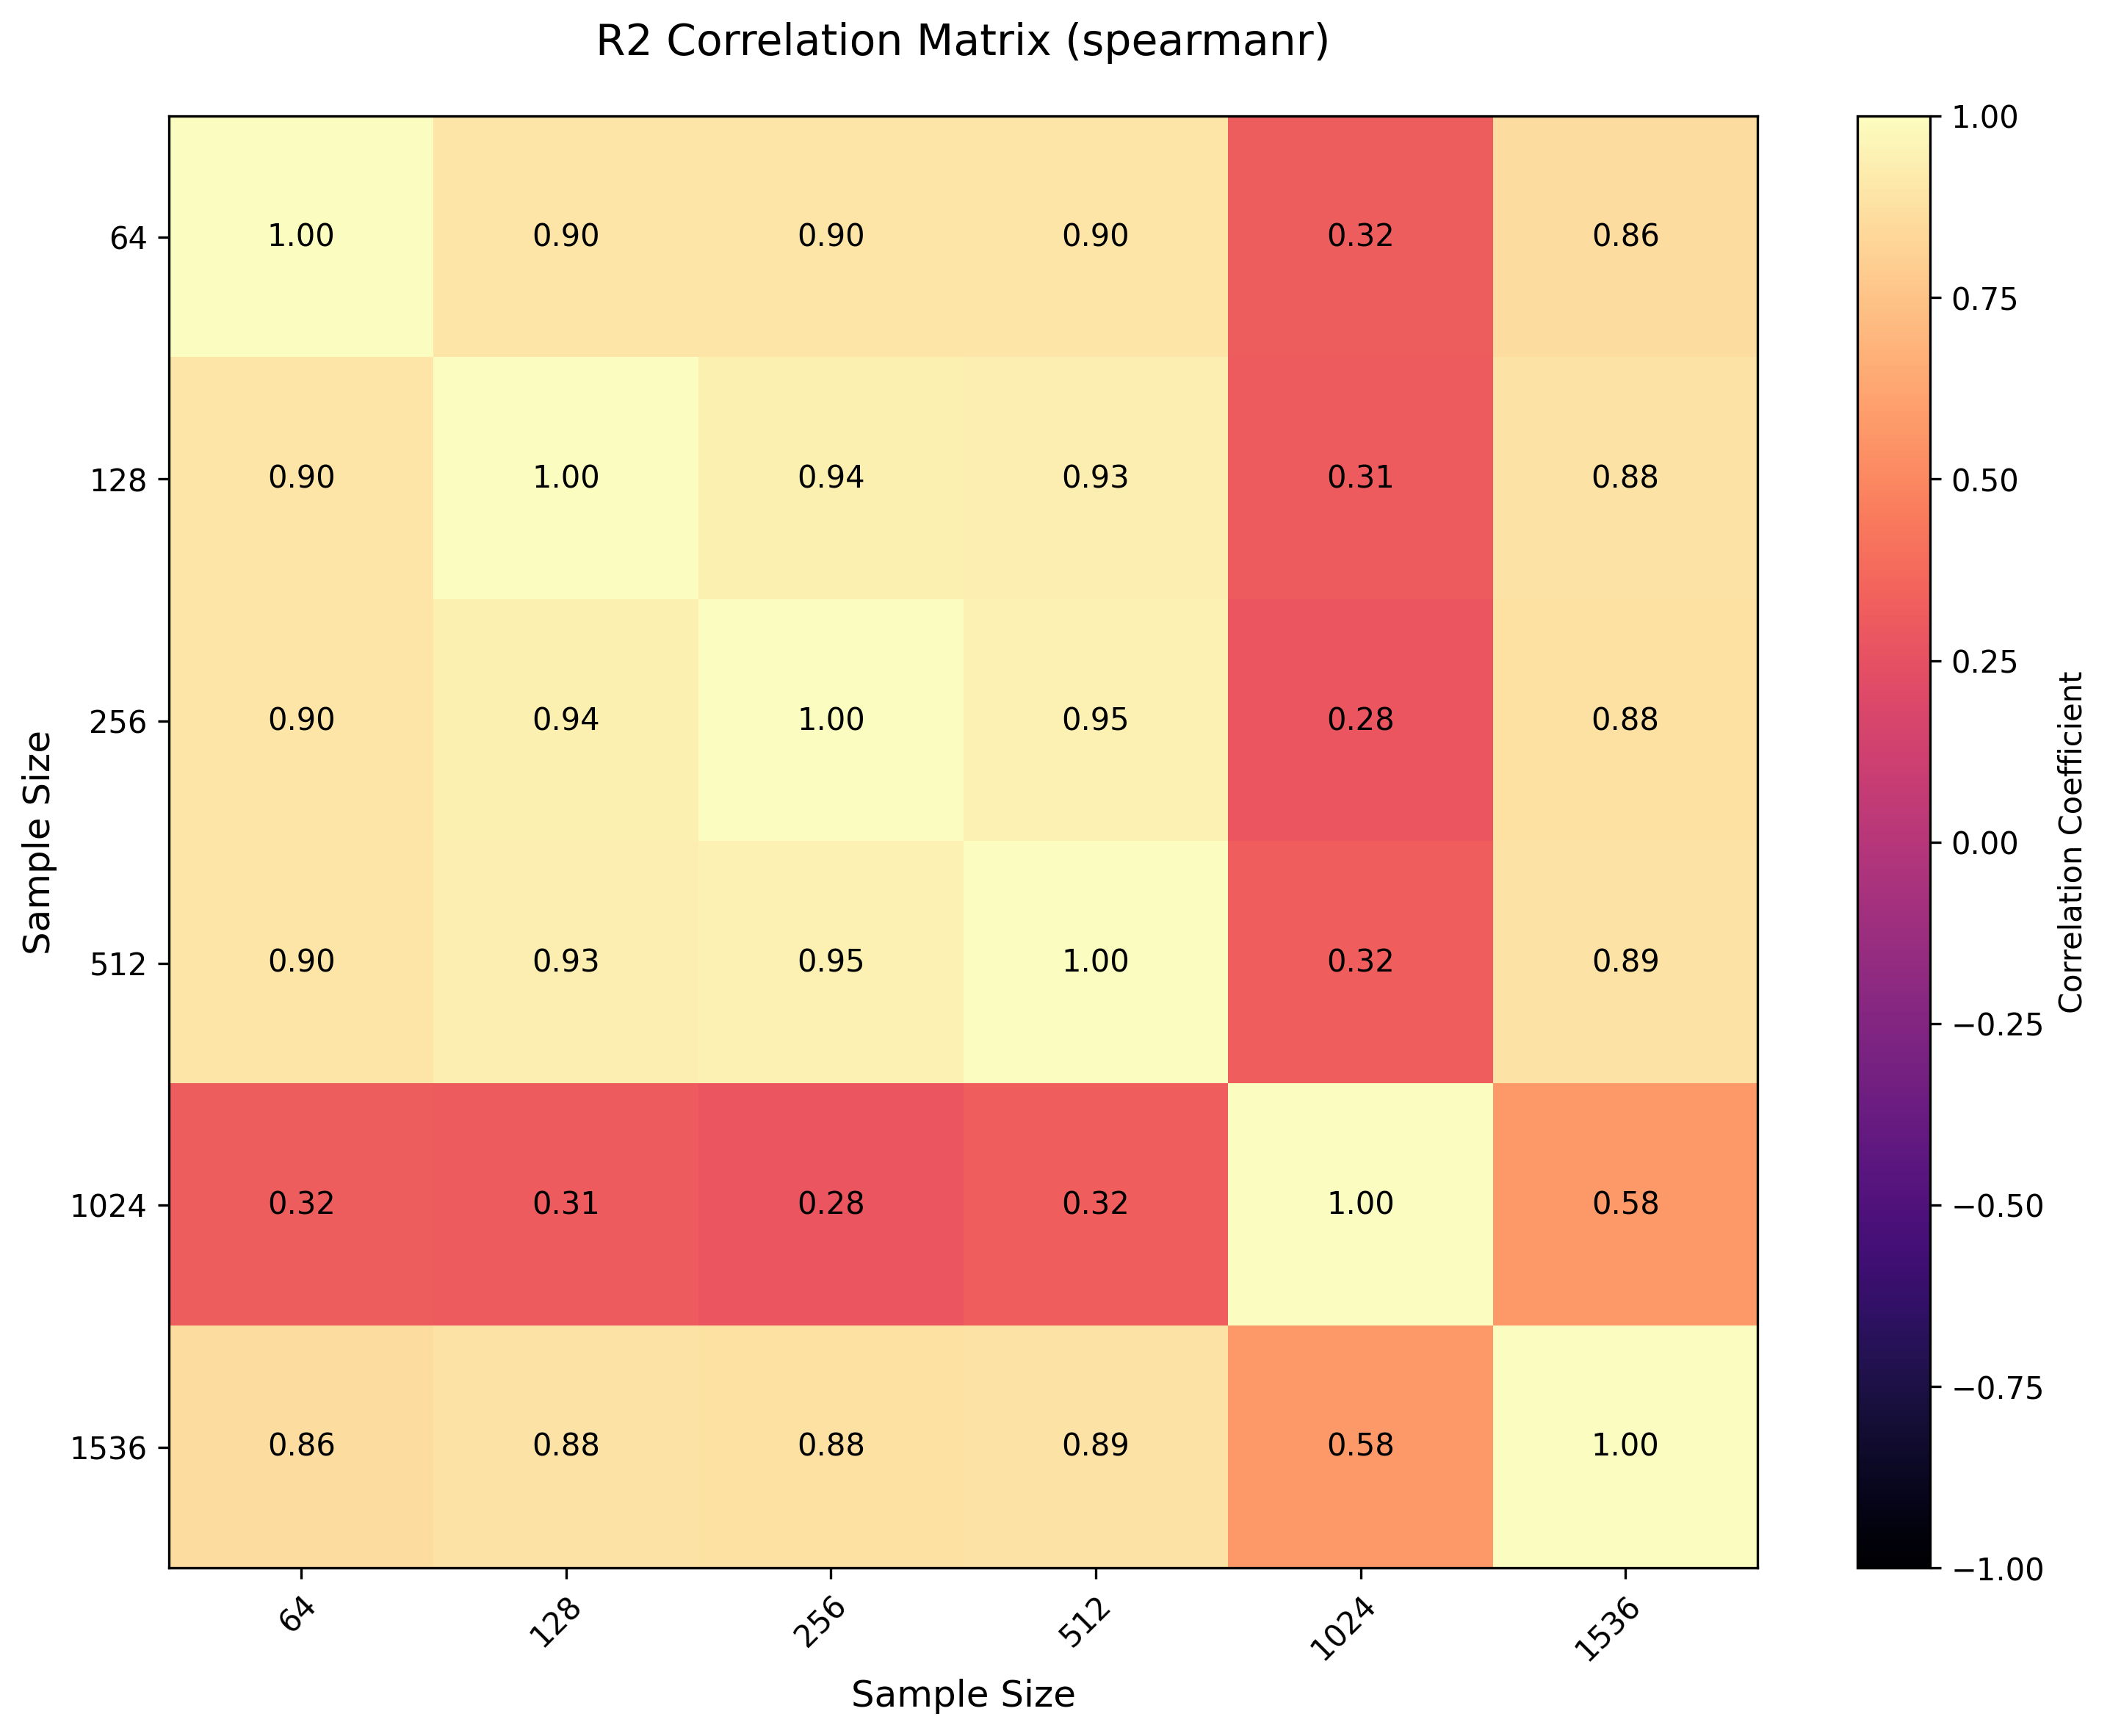 R2 Correlation Matrix (spearmanr)
64 1.00 0.90 0.90 0.90 0.32 0.86
128 0.90 1.00 0.94 0.93 0.31 0.88
256 0.90 0.94 1.00 0.95 0.28 0.88
512 0.90 0.93 0.95 1.00 0.32 0.89
1024 0.32 0.31 0.28 0.32 1.00 0.58
1536 0.86 0.88 0.88 0.89 0.58 1.00
64 128 256 512 1024 1536
Sample Size
Sample Size
1.00
0.75
0.50
0.25
0.00
−0.25
−0.50
−0.75
−1.00
Correlation Coefficient